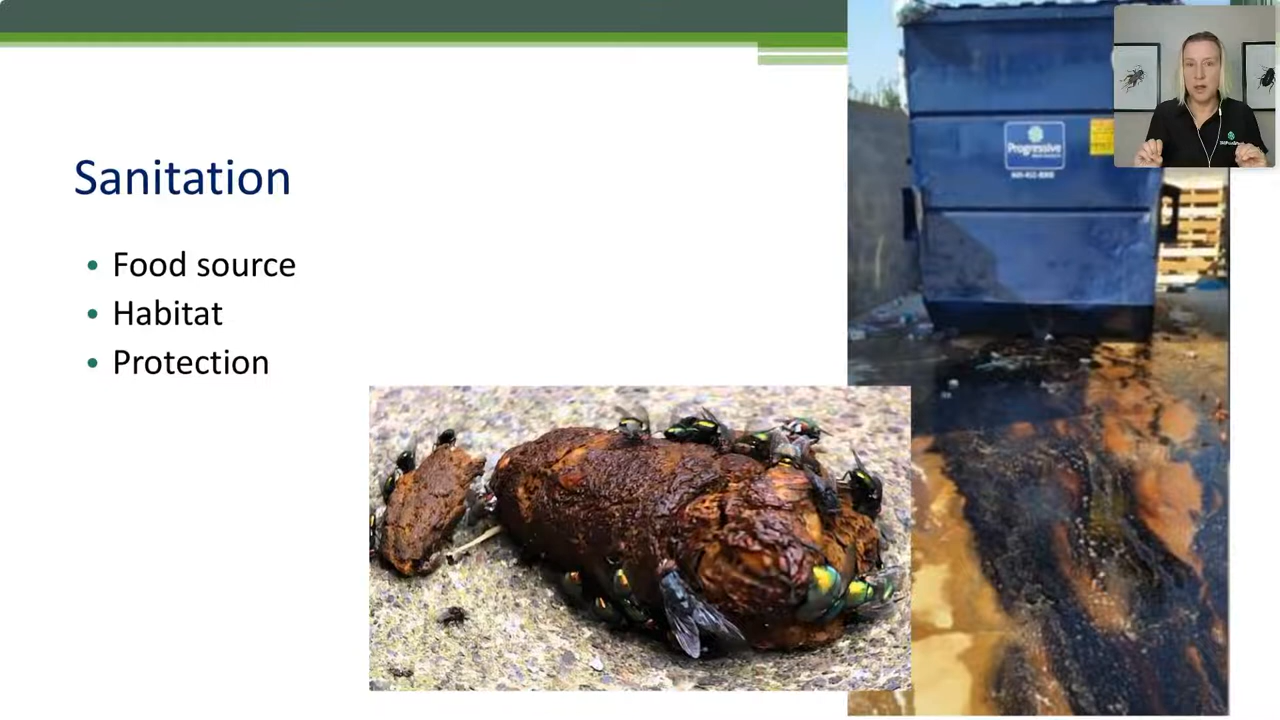 Sanitation
• Food source
• Habitat
• Protection
Progressive